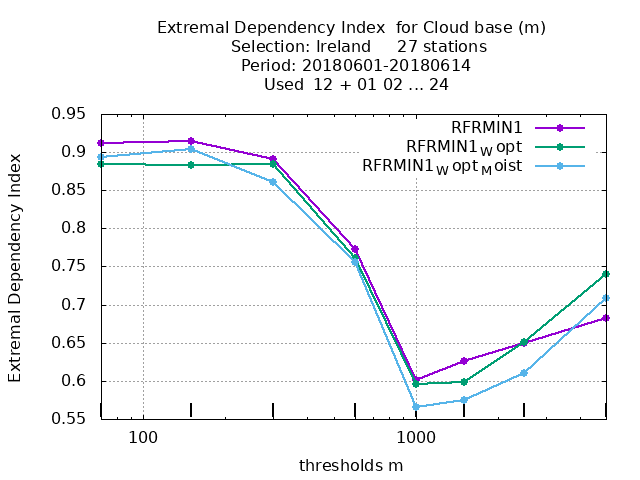 Extremal Dependency Index  for Cloud base (m)
Selection: Ireland     27 stations
Period: 20180601-20180614
Used  12 + 01 02 ... 24
RFRMIN1
RFRMIN1_W opt
RFRMIN1_W opt_M oist
Extremal Dependency Index
0.95
0.9
0.85
0.8
0.75
0.7
0.65
0.6
0.55
100 1000
thresholds m